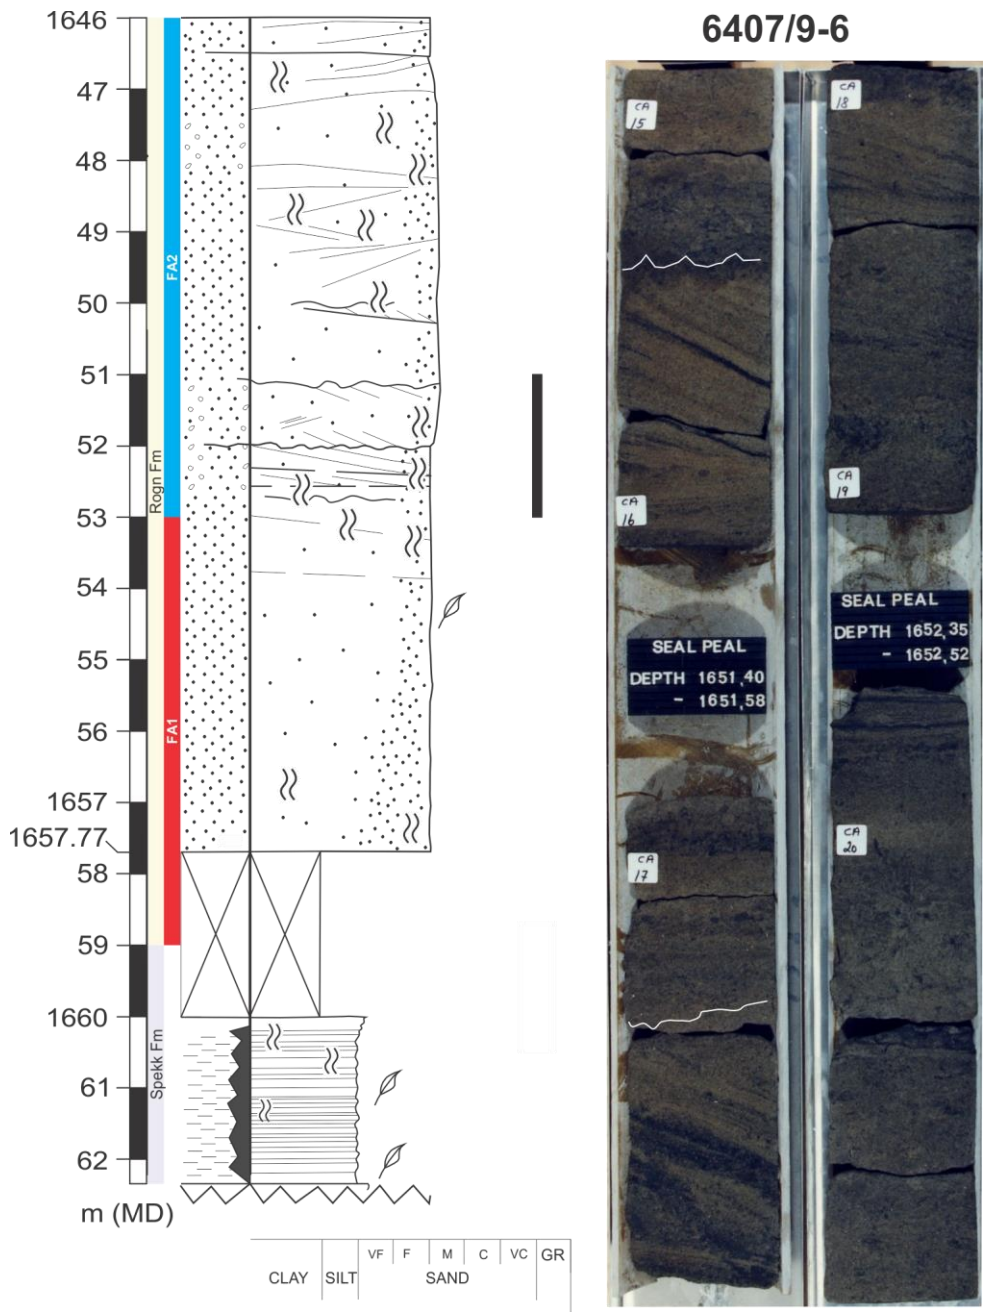 6407/9-6
1646
47
48
49
50
51
52
53
54
55
56
1657
1657.77
58
59
1660
61
62
m (MD)
Rogn Fm
Spekk Fm
FA2
FA1
VF F M C VC GR
CLAY SILT SAND
CA
15
CA
16
SEAL PEAL
DEPTH 1651,40
- 1651,58
CA
17
CA
18
CA
19
SEAL PEAL
DEPTH 1652,35
- 1652,52
CA
20